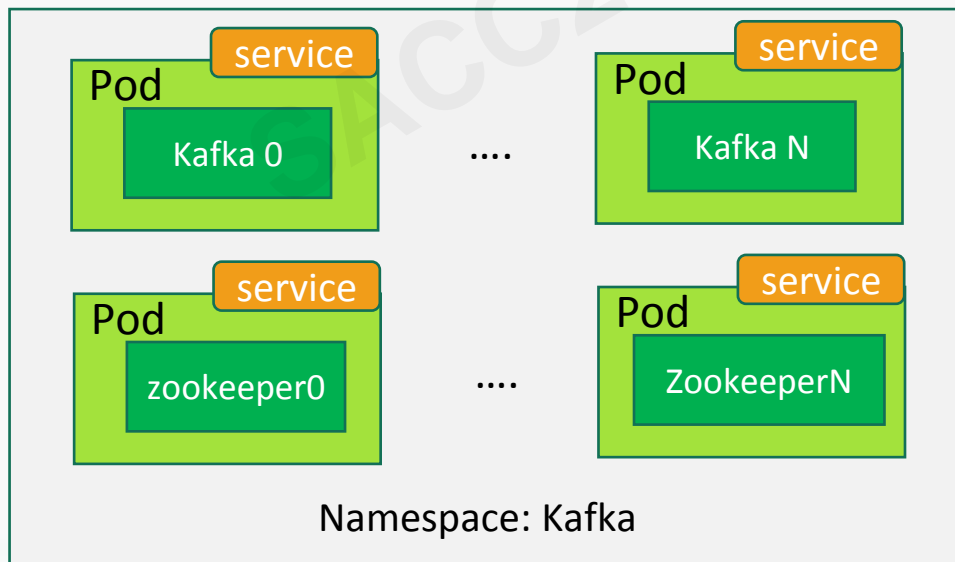 service
service
Pod
Pod
Kafka 0
....
Kafka N
service
service
Pod
Pod
zookeeper0
....
ZookeeperN
Namespace: Kafka